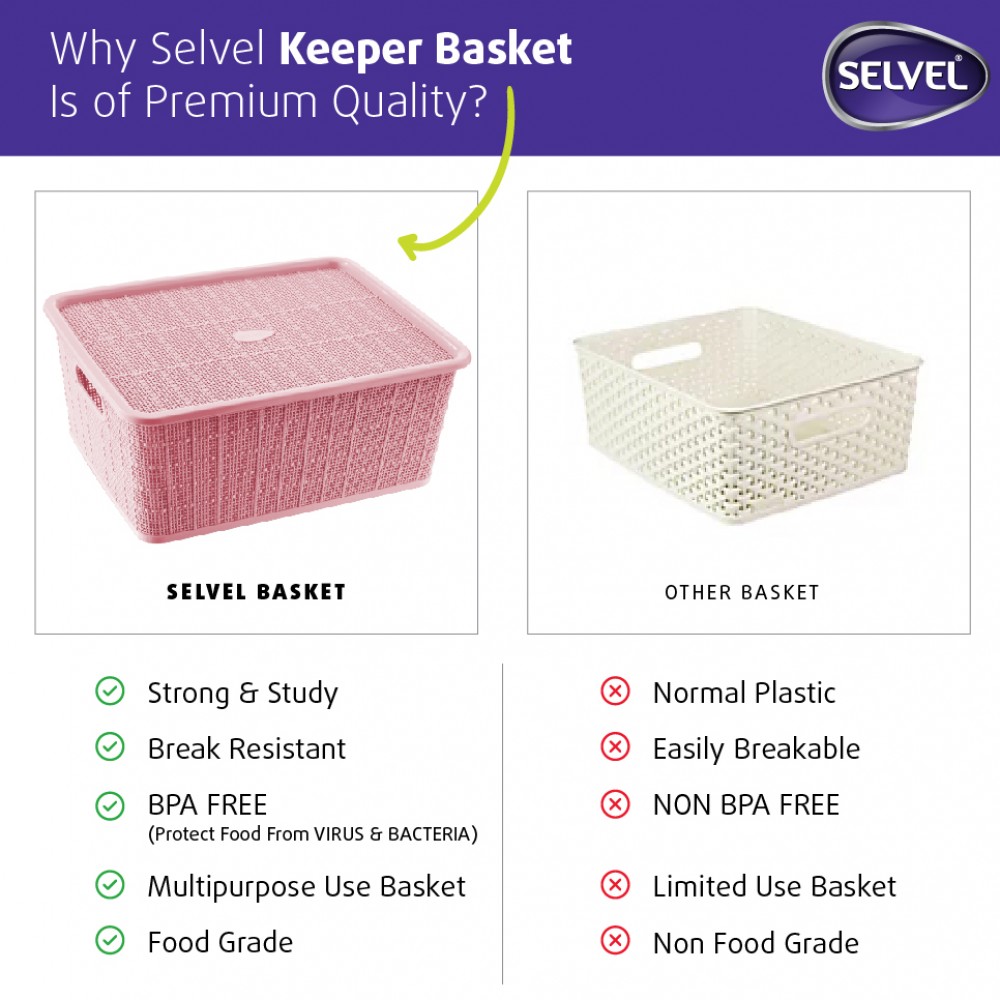 Why Selvel Keeper Basket
Is of Premium Quality?
SELVEL®
SELVEL BASKET
OTHER BASKET
Strong & Study
Break Resistant
BPA FREE
(Protect Food From VIRUS & BACTERIA)
Multipurpose Use Basket
Food Grade
Normal Plastic
Easily Breakable
NON BPA FREE
Limited Use Basket
Non Food Grade